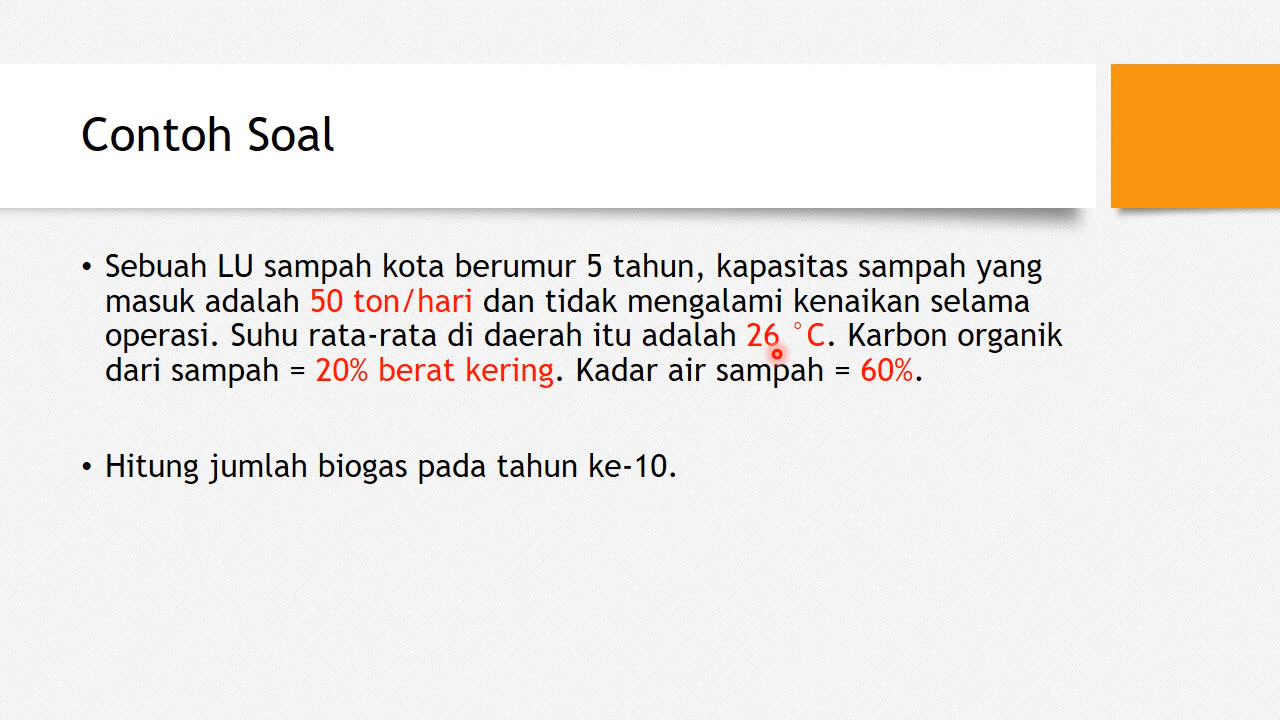 Contoh Soal
• Sebuah LU sampah kota berumur 5 tahun, kapasitas sampah yang
masuk adalah 50 ton/hari dan tidak mengalami kenaikan selama
operasi. Suhu rata-rata di daerah itu adalah 26 °C. Karbon organik
dari sampah = 20% berat kering. Kadar air sampah = 60%.
• Hitung jumlah biogas pada tahun ke-10.